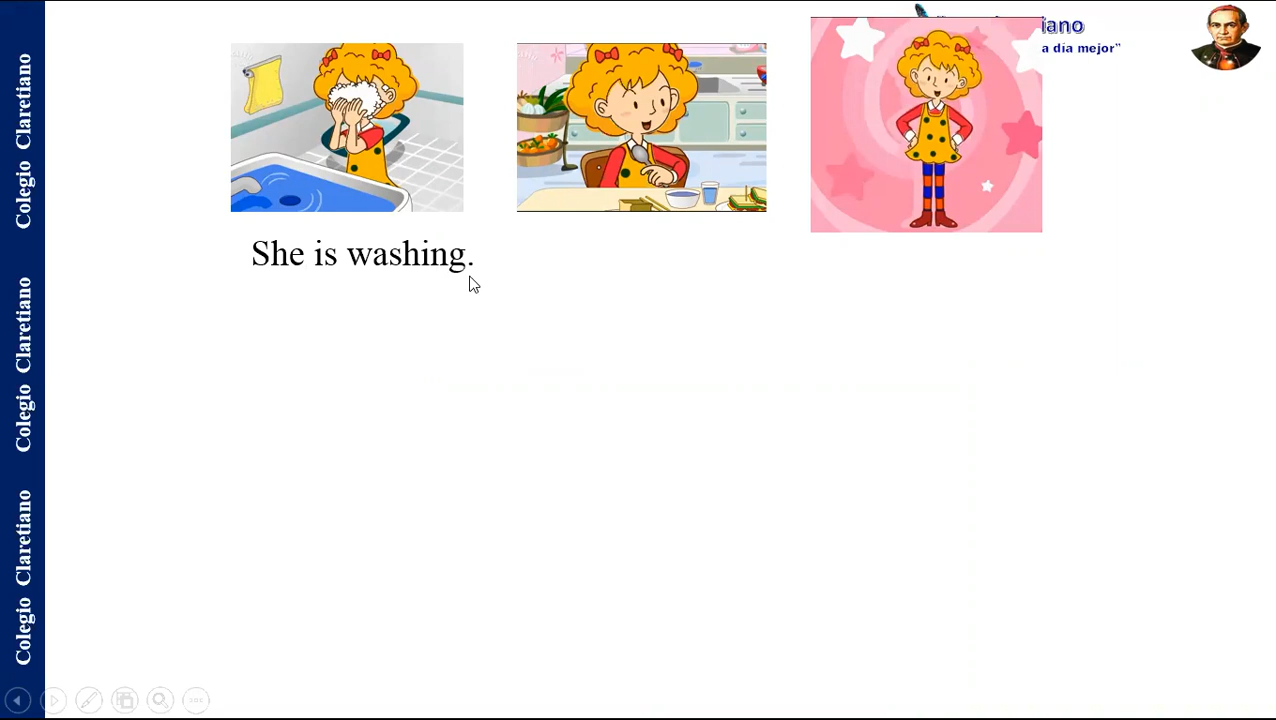 iano
a día mejor"
She is washing.
Colegio Claretiano
Colegio Claretiano
Colegio Claretiano